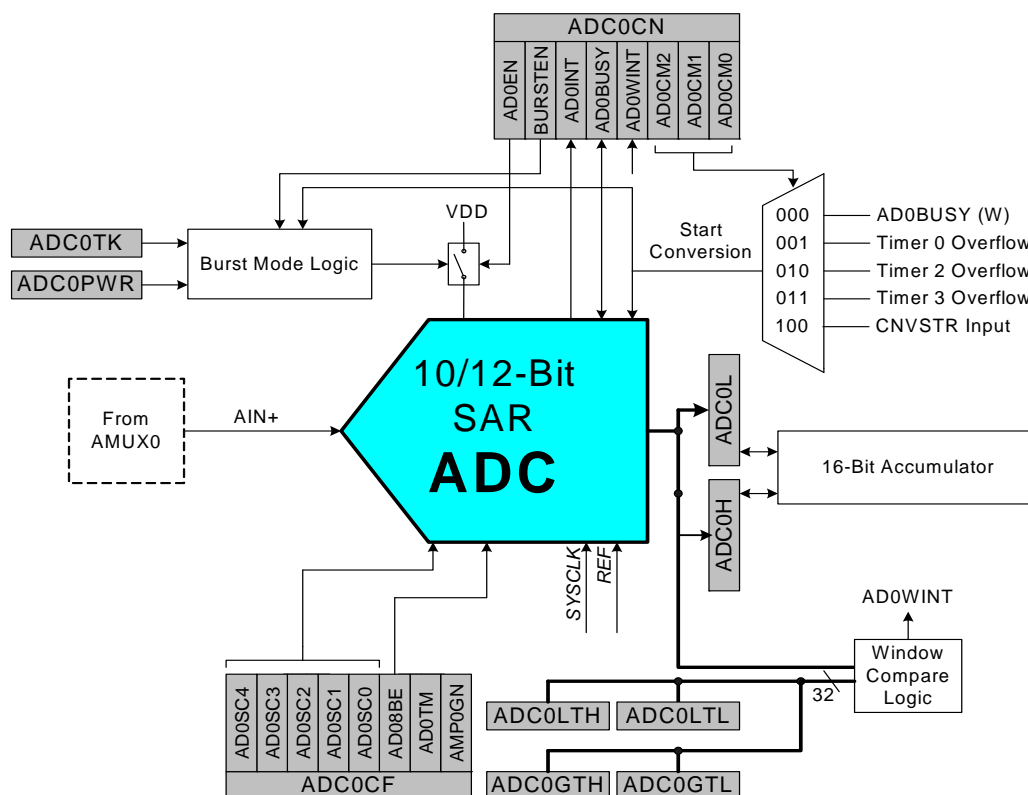 ADC0CN
AD0EN
BURSTEN
AD0INT
AD0BUSY
AD0WINT
AD0CM2
AD0CM1
AD0CM0
VDD
Start
Conversion
000
001
010
011
100
AD0BUSY (W)
Timer 0 Overflow
Timer 2 Overflow
Timer 3 Overflow
CNVSTR Input
ADC0TK
ADC0PWR
Burst Mode Logic
From
AMUX0
AIN+
10/12-Bit
SAR
ADC
ADC0L
ADC0H
16-Bit Accumulator
SYSCLK
REF
AD0WINT
Window
Compare
Logic
32
AD0SC4
AD0SC3
AD0SC2
AD0SC1
AD0SC0
AD08BE
AD0TM
AMP0GN
ADC0CF
ADC0LTH
ADC0LTL
ADC0GTH
ADC0GTL